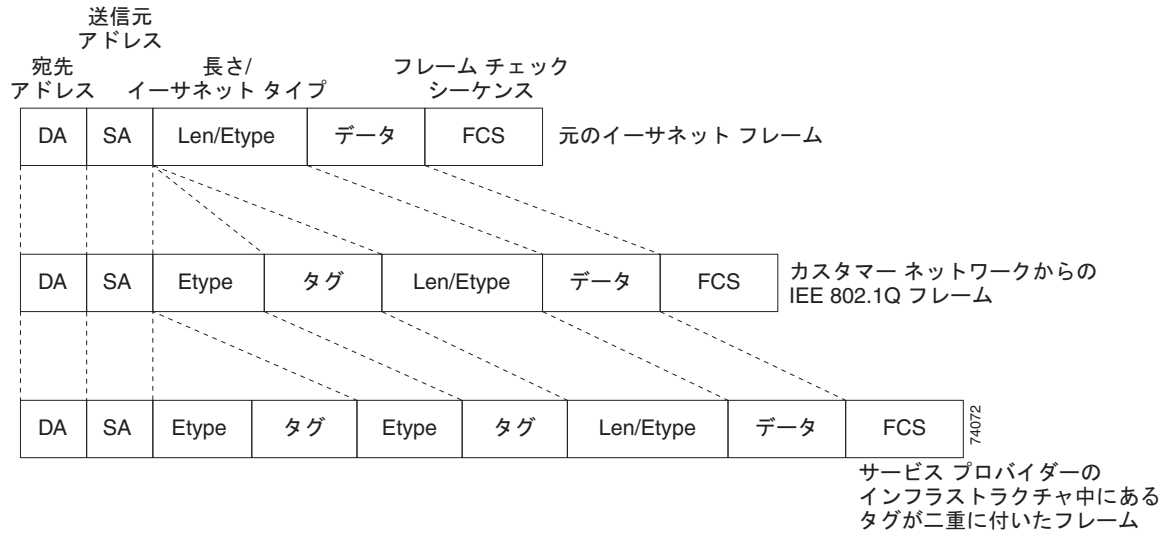 送信元
アドレス
宛先
アドレス
長さ/
イーサネット タイプ
フレーム チェック
シーケンス
DA SA Len/Etype データ FCS
元のイーサネット フレーム
DA SA Etype タグ Len/Etype データ FCS
カスタマー ネットワークからの
IEE 802.1Q フレーム
DA SA Etype タグ Etype タグ Len/Etype データ FCS
74072
サービス プロバイダーの
インフラストラクチャ中にある
タグが二重に付いたフレーム